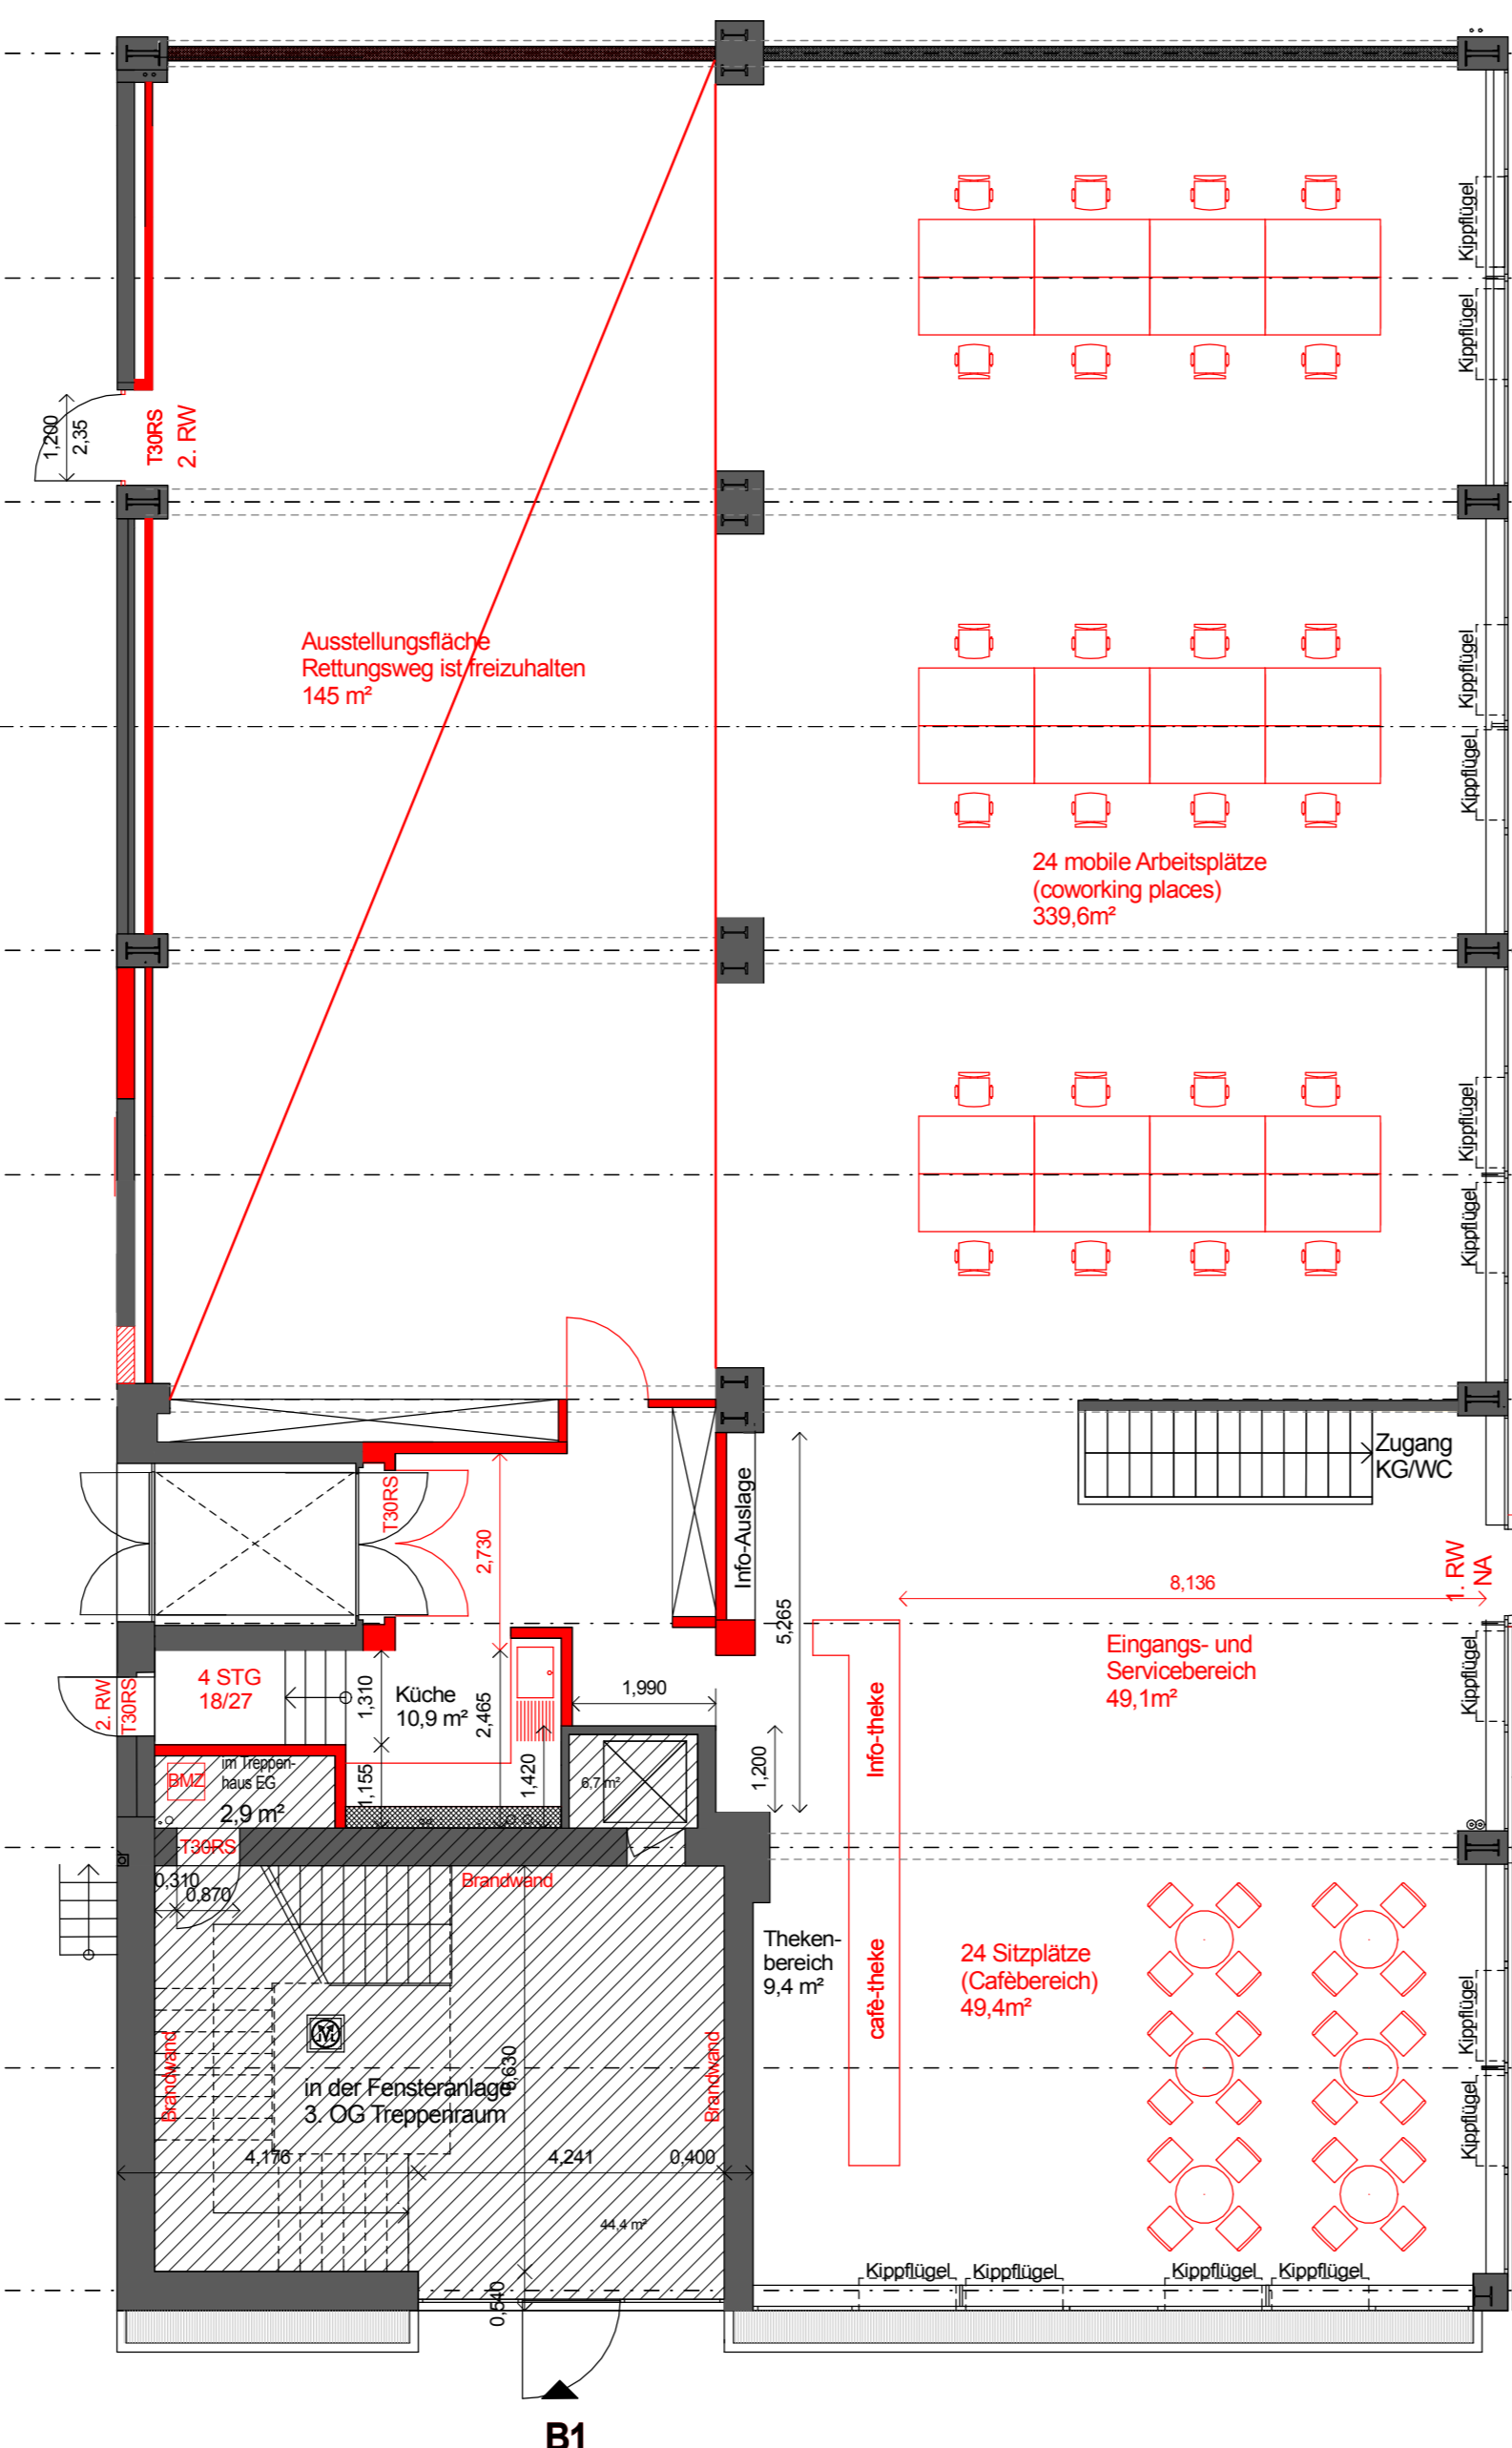 Kippflügel
Kippflügel
1,200
2,35
T30RS
2. RW
Ausstellungsfläche
Rettungsweg ist freizuhalten
145 m²
Kippflügel
Kippflügel
24 mobile Arbeitsplätze
(coworking places)
339,6m²
Kippflügel
Kippflügel
Zugang
KG/WC
Info-Auslage
T30RS
2,730
5,265
8,136
1. RW
NA
Eingangs- und
Servicebereich
49,1m²
Kippflügel
4 STG
18/27
2. RW
T30RS
1,310
Küche
10,9 m²
2,465
1,990
Info-theke
BMZ
im Treppen-
haus EG
2,9 m²
1,155
1,420
6,7 m²
1,200
T30RS
Brandwand
0,310
0,870
Theken-
bereich
9,4 m²
cafè-theke
24 Sitzplätze
(Cafèbereich)
49,4m²
Kippflügel
Kippflügel
M
Brandwand
in der Fensteranlage
3. OG Treppenraum
6,630
Brandwand
4,176
4,241
0,400
44,4 m²
0,540
Kippflügel
Kippflügel
Kippflügel
Kippflügel
B1